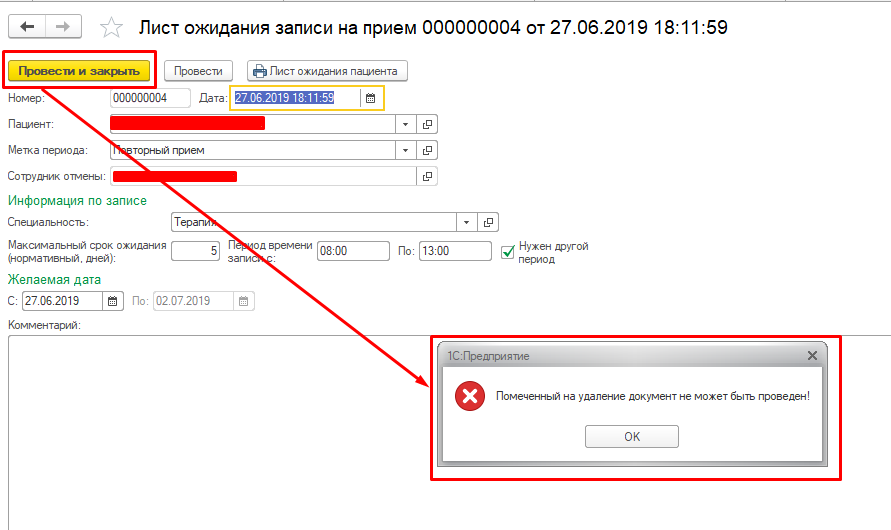 Лист ожидания записи на прием 000000004 от 27.06.2019 18:11:59
Провести и закрыть Провести Лист ожидания пациента
Номер: 000000004 Дата: 27.06.2019 18:11:59
Пациент:
Метка периода: Повторный прием
Сотрудник отмены:
Информация по записе
Специальность: Терапия
Максимальный срок ожидания (нормативный, дней): 5 Период времени записи с: 08:00 По: 13:00 Нужен другой период
Желаемая дата
С: 27.06.2019 По: 02.07.2019
Комментарий:
1С:Предприятие
Помеченный на удаление документ не может быть проведен!
OK